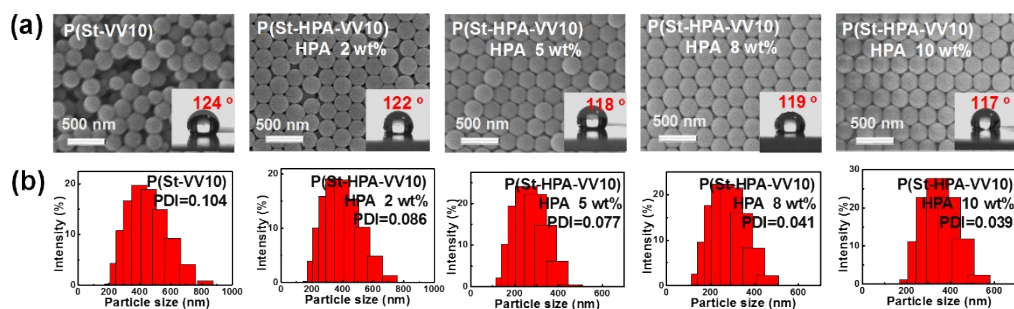 (a)
P(St-VV10)
124 °
500 nm
P(St-HPA-VV10)
HPA 2 wt%
122 °
500 nm
P(St-HPA-VV10)
HPA 5 wt%
118 °
500 nm
P(St-HPA-VV10)
HPA 8 wt%
119 °
500 nm
P(St-HPA-VV10)
HPA 10 wt%
117 °
500 nm
(b)
P(St-VV10)
PDI=0.104
Intensity (%)
20
10
0
0 200 400 600 800 1000
Particle size (nm)
P(St-HPA-VV10)
HPA 2 wt%
PDI=0.086
Intensity (%)
20
10
0
0 200 400 600 800 1000
Particle size (nm)
P(St-HPA-VV10)
HPA 5 wt%
PDI=0.077
Intensity (%)
20
10
0
0 200 400 600
Particle size (nm)
P(St-HPA-VV10)
HPA 8 wt%
PDI=0.041
Intensity (%)
20
10
0
0 200 400 600
Particle size (nm)
P(St-HPA-VV10)
HPA 10 wt%
PDI=0.039
Intensity (%)
30
20
10
0
0 200 400 600
Particle size (nm)